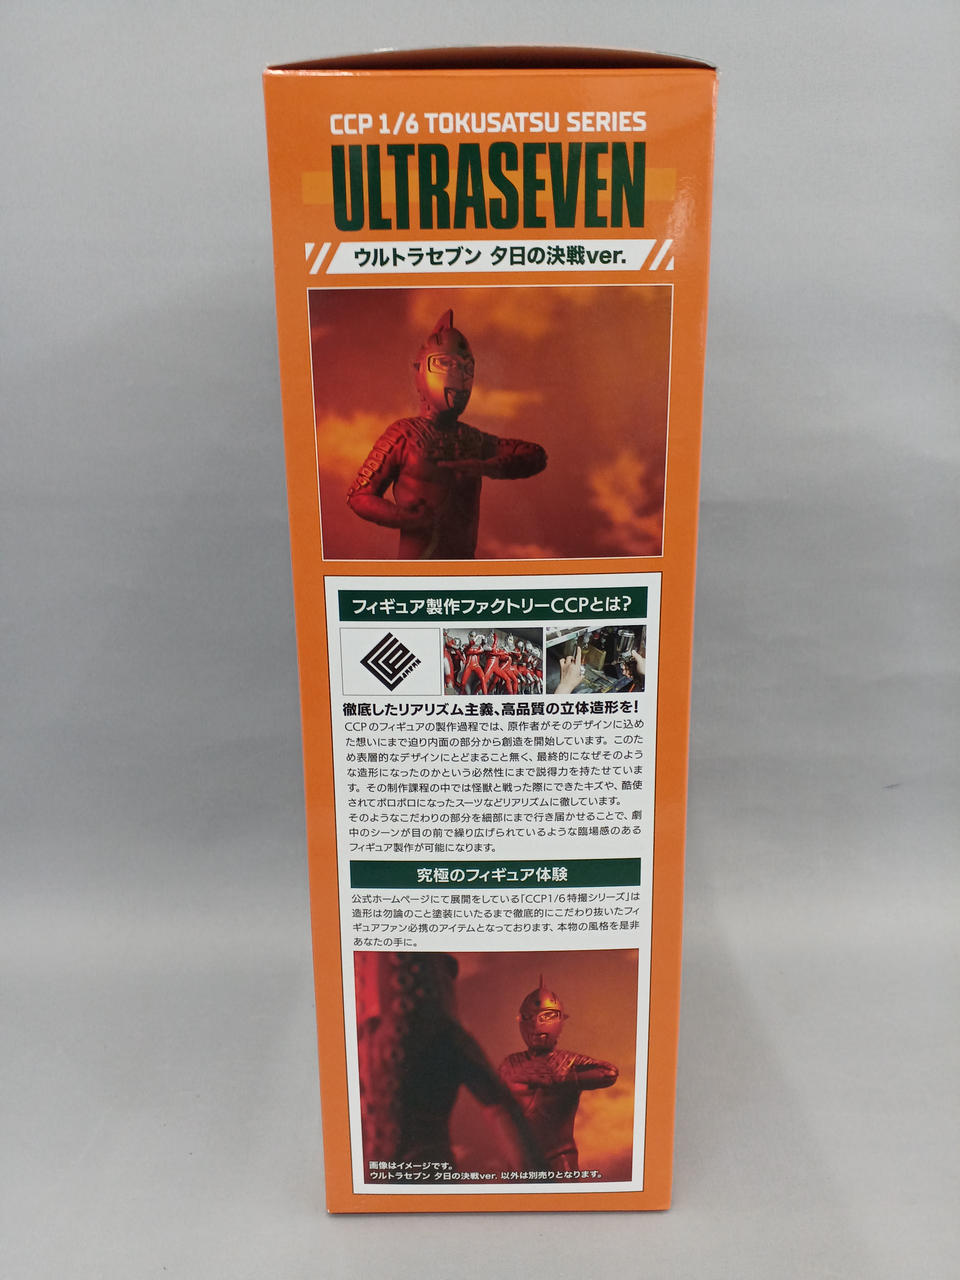 CCP 1/6 TOKUSATSU SERIES
ULTRASEVEN
ウルトラセブン 夕日の決戦ver.
フィギュア製作ファクトリーCCPとは?
JAPAN
徹底したリアリズム主義、高品質の立体造形を!
CCPのフィギュアの製作過程では、原作者がそのデザインに込め
た想いにまで迫り内面の部分から創造を開始しています。このた
め表層的なデザインにとどまること無く、最終的になぜそのよう
な造形になったのかという必然性にまで説得力を持たせていま
す。その制作課程の中では怪獣と戦った際にできたキズや、酷使
されてボロボロになったスーツなどリアリズムに徹しています。
そのようなこだわりの部分を細部にまで行き届かせることで、劇
中のシーンが目の前で繰り広げられているような臨場感のある
フィギュア製作が可能になります。
究極のフィギュア体験
公式ホームページにて展開をしている「CCP1/6特撮シリーズ」は
造形は勿論のこと塗装にいたるまで徹底的にこだわり抜いたフィ
ギュアファン必携のアイテムとなっております、本物の風格を是非
あなたの手に。
画像はイメージです。
ウルトラセブン 夕日の決戦ver. 以外は別売りとなります。